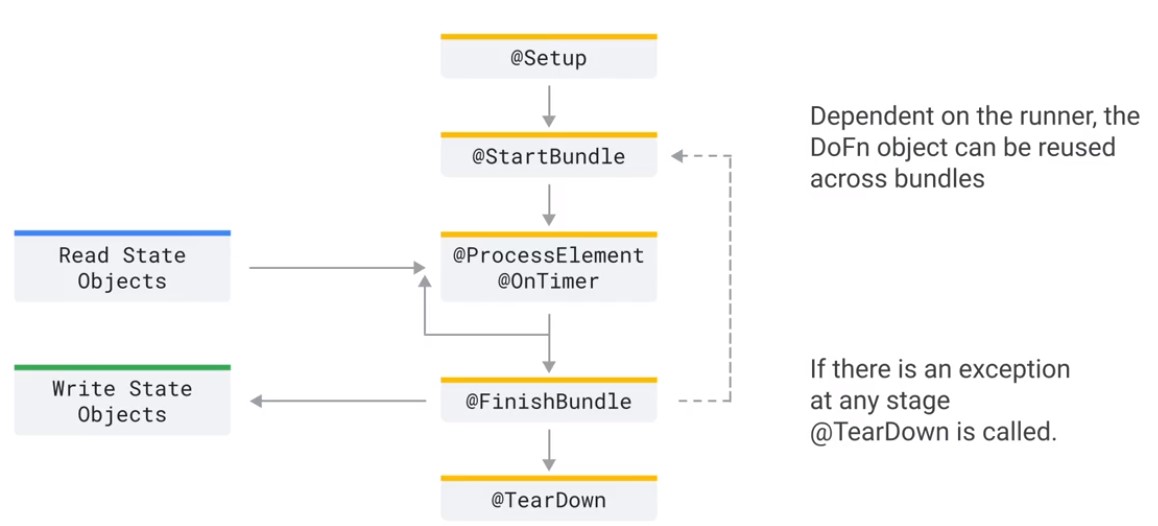 @Setup
@StartBundle
Dependent on the runner, the
DoFn object can be reused
across bundles
Read State
Objects
@ProcessElement
@OnTimer
Write State
Objects
@FinishBundle
If there is an exception
at any stage
@TearDown is called.
@TearDown